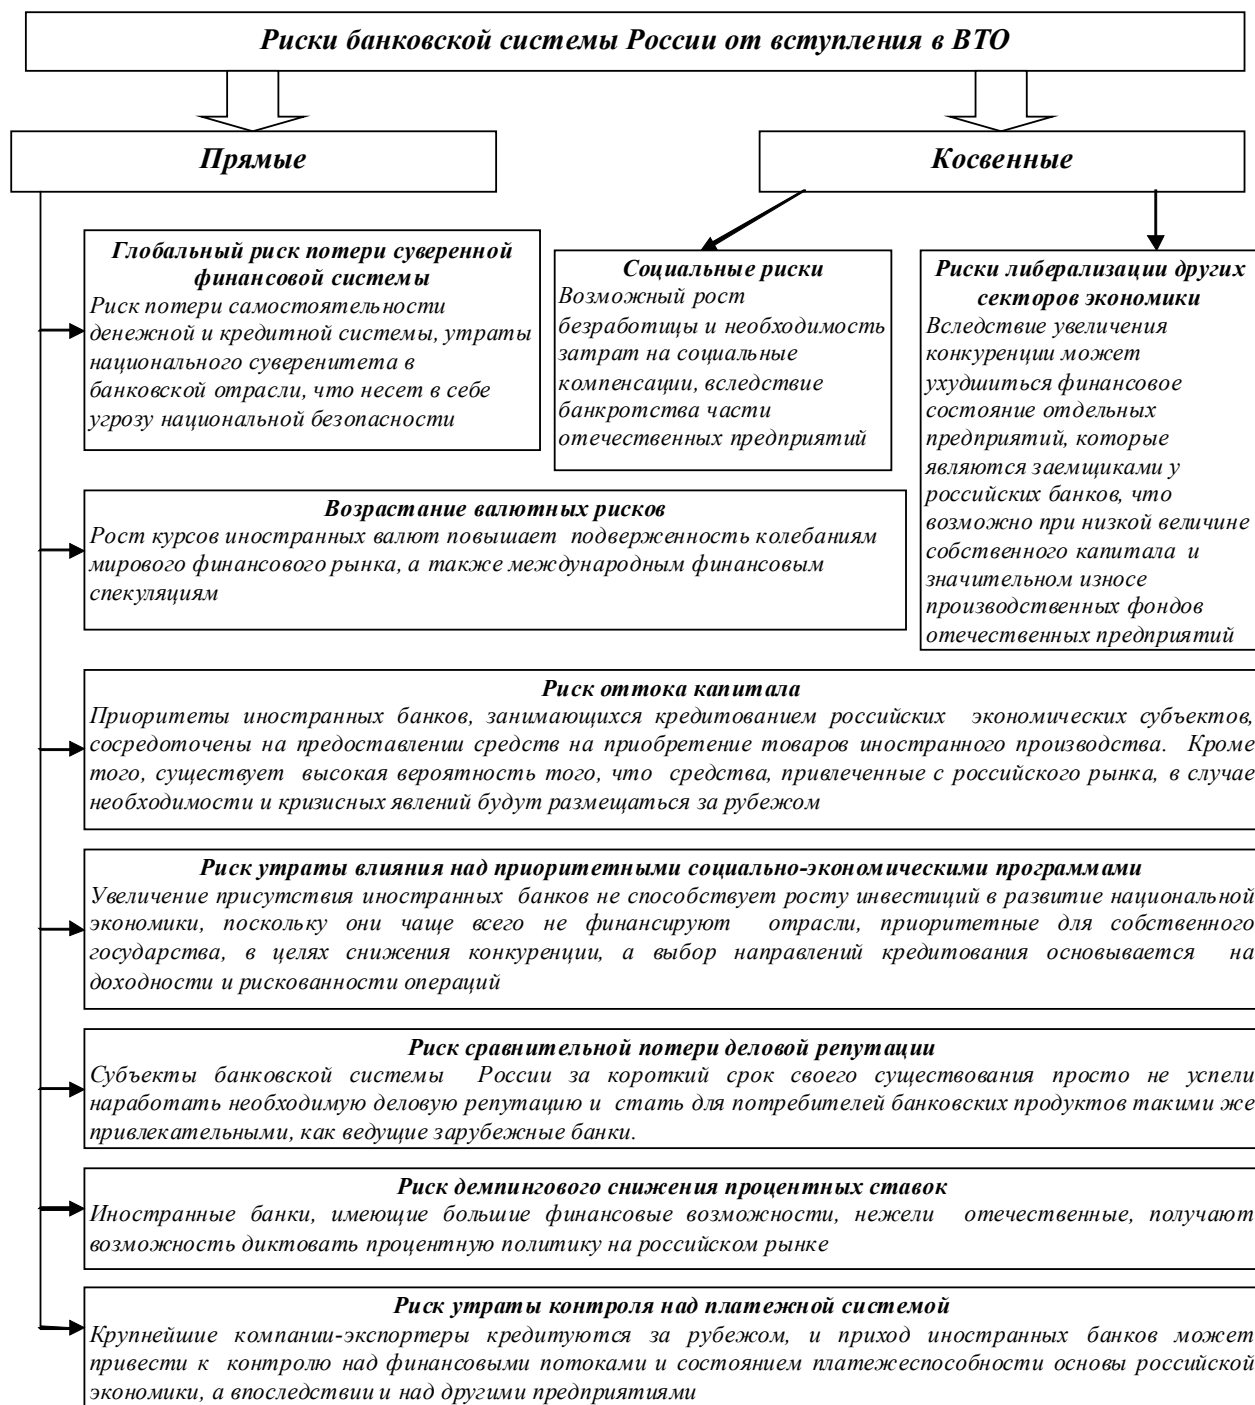 Риски банковской системы России от вступления в ВТО
Прямые
Косвенные
Глобальный риск потери суверенной
финансовой системы
Риск потери самостоятельности
денежной и кредитной системы, утраты
национального суверенитета в
банковской отрасли, что несет в себе
угрозу национальной безопасности
Социальные риски
Возможный рост
безработицы и необходимость
затрат на социальные
компенсации, вследствие
банкротства части
отечественных предприятий
Риски либерализации других
секторов экономики
Вследствие увеличения
конкуренции может
ухудшиться финансовое
состояние отдельных
предприятий, которые
являются заемщиками у
российских банков, что
возможно при низкой величине
собственного капитала и
значительном износе
производственных фондов
отечественных предприятий
Возрастание валютных рисков
Рост курсов иностранных валют повышает подверженность колебаниям
мирового финансового рынка, а также международным финансовым
спекуляциям
Риск оттока капитала
Приоритеты иностранных банков, занимающихся кредитованием российских экономических субъектов,
сосредоточены на предоставлении средств на приобретение товаров иностранного производства. Кроме
того, существует высокая вероятность того, что средства, привлеченные с российского рынка, в случае
необходимости и кризисных явлений будут размещаться за рубежом
Риск утраты влияния над приоритетными социально-экономическими программами
Увеличение присутствия иностранных банков не способствует росту инвестиций в развитие национальной
экономики, поскольку они чаще всего не финансируют отрасли, приоритетные для собственного
государства, в целях снижения конкуренции, а выбор направлений кредитования основывается на
доходности и рискованности операций
Риск сравнительной потери деловой репутации
Субъекты банковской системы России за короткий срок своего существования просто не успели
наработать необходимую деловую репутацию и стать для потребителей банковских продуктов такими же
привлекательными, как ведущие зарубежные банки.
Риск демпингового снижения процентных ставок
Иностранные банки, имеющие большие финансовые возможности, нежели отечественные, получают
возможность диктовать процентную политику на российском рынке
Риск утраты контроля над платежной системой
Крупнейшие компании-экспортеры кредитуются за рубежом, и приход иностранных банков может
привести к контролю над финансовыми потоками и состоянием платежеспособности основы российской
экономики, а впоследствии и над другими предприятиями